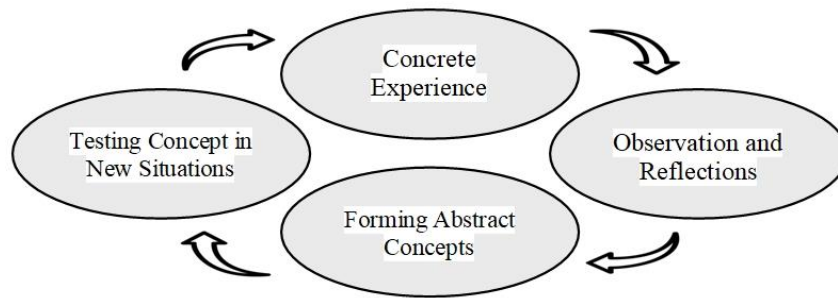 Concrete
Experience
Testing Concept in
New Situations
Observation and
Reflections
Forming Abstract
Concepts